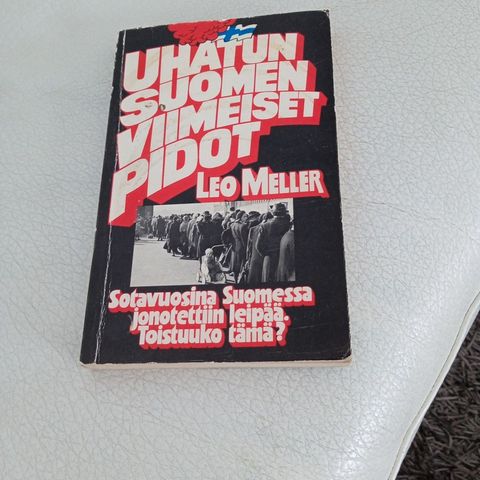 UHATUN
SUOMEN
VIIMEISET
PIDOT
LEO MELLER
Sotavuosina Suomessa
jonotettiin leipää.
Toistuuko tämä?